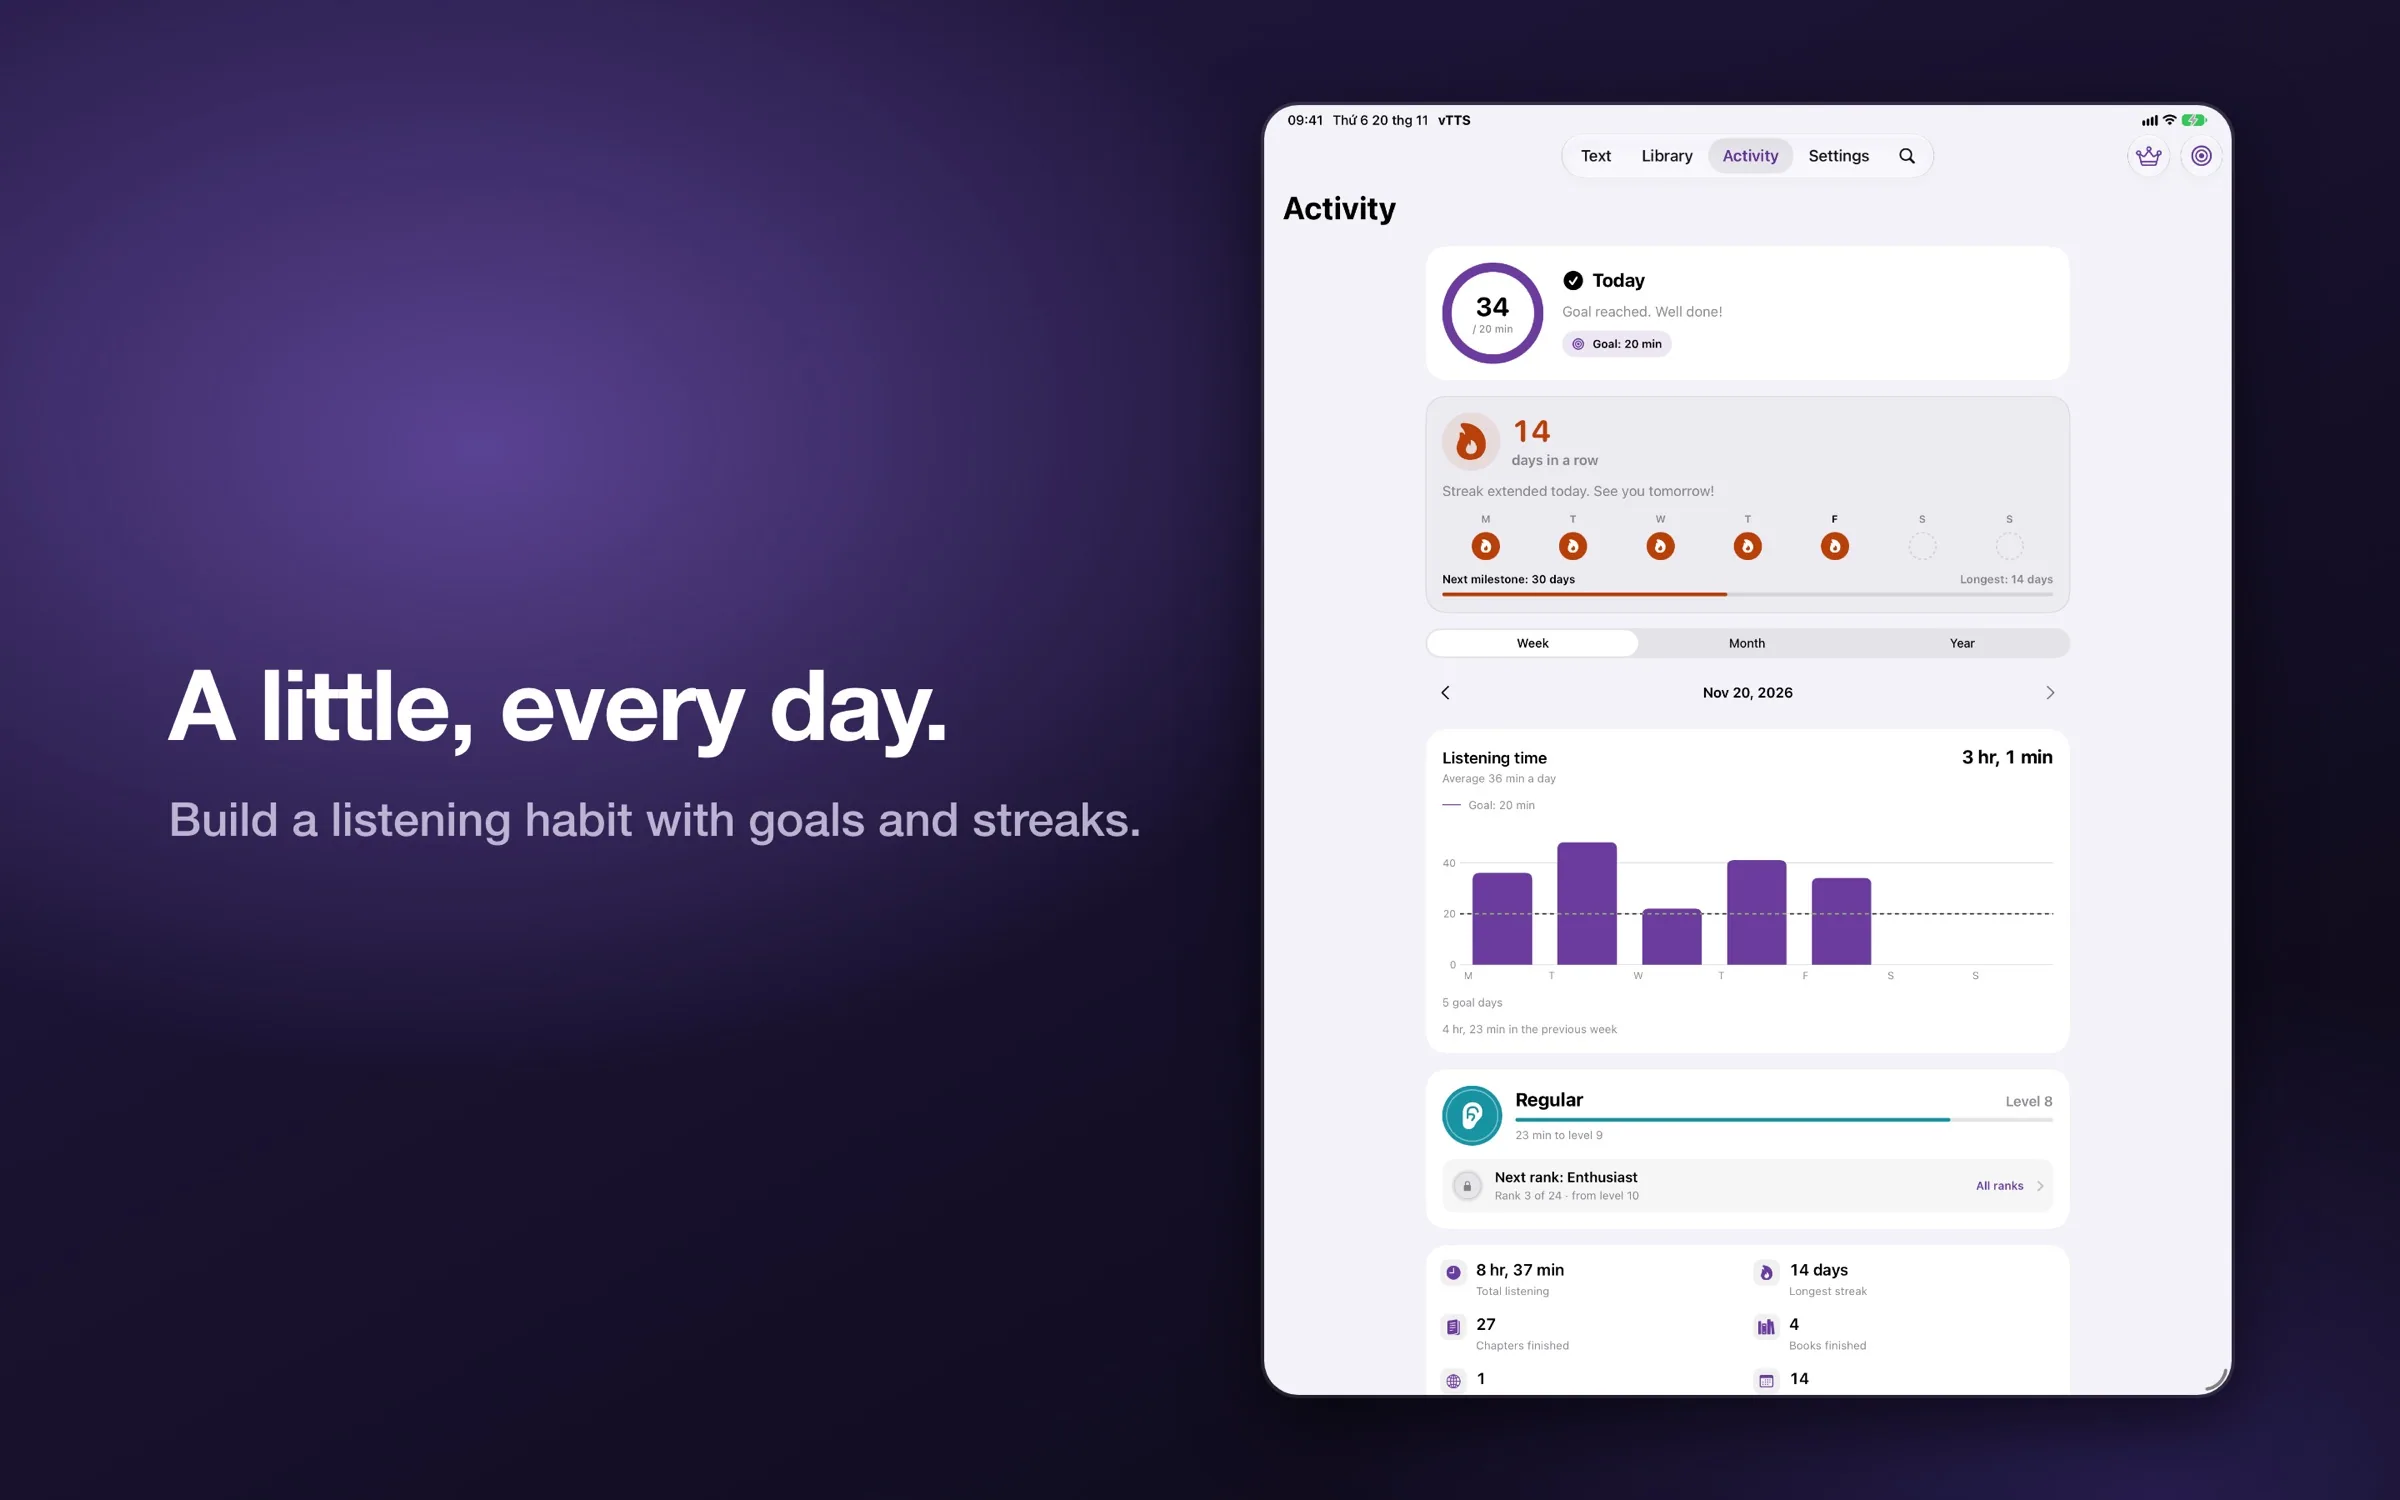 A little, every day.
Build a listening habit with goals and streaks.
09:41 Thứ 6 20 thg 11 vTTS
Text Library Activity Settings
Activity
34
/ 20 min
Today
Goal reached. Well done!
Goal: 20 min
14
days in a row
Streak extended today. See you tomorrow!
M T W T F S S
Next milestone: 30 days Longest: 14 days
Week Month Year
Nov 20, 2026
Listening time 3 hr, 1 min
Average 36 min a day
Goal: 20 min
40
20
0
M T W T F S S
5 goal days
4 hr, 23 min in the previous week
Regular Level 8
23 min to level 9
Next rank: Enthusiast
Rank 3 of 24 · from level 10
All ranks
8 hr, 37 min 14 days
Total listening Longest streak
27 4
Chapters finished Books finished
1 14